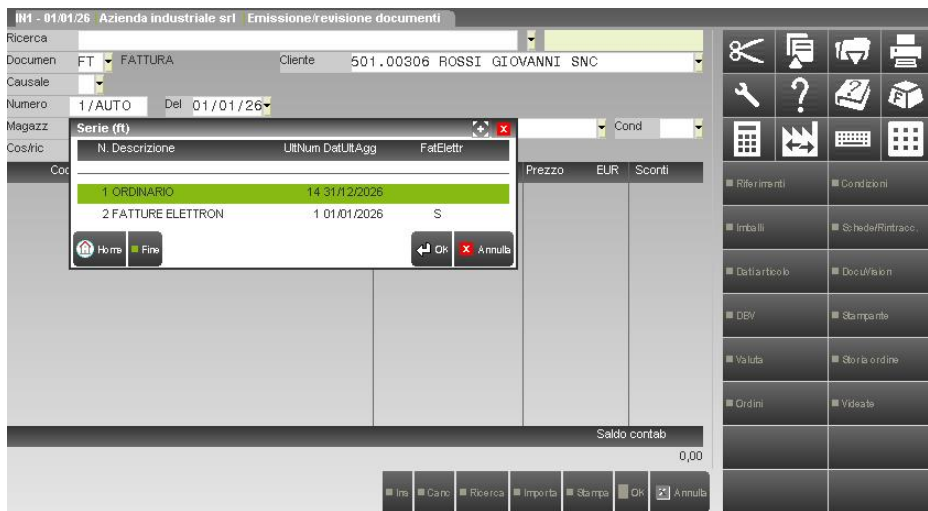 IN1 - 01/01/26 Azienda industriale srl Emissione/revisione documenti
Ricerca
Documen FT FATTURA Cliente 501.00306 ROSSI GIOVANNI SNC
Causale
Numero 1/AUTO Del 01/01/26
Magazz Cond
Cos/ric
Serie (ft)
N. Descrizione UltNum DatUltAgg FatElettr
1 ORDINARIO 14 31/12/2026
2 FATTURE ELETTRON 1 01/01/2026 S
Home Fine OK Annulla
Coc Prezzo EUR Sconti
Saldo contab
0,00
Ins Canc Ricerca Importa Stampa OK Annulla
Riferimenti Condizioni
Imballi Schede/Rintracc.
Dati articolo DocuVision
DBV Stampante
Valuta Storia ordine
Ordini Videate